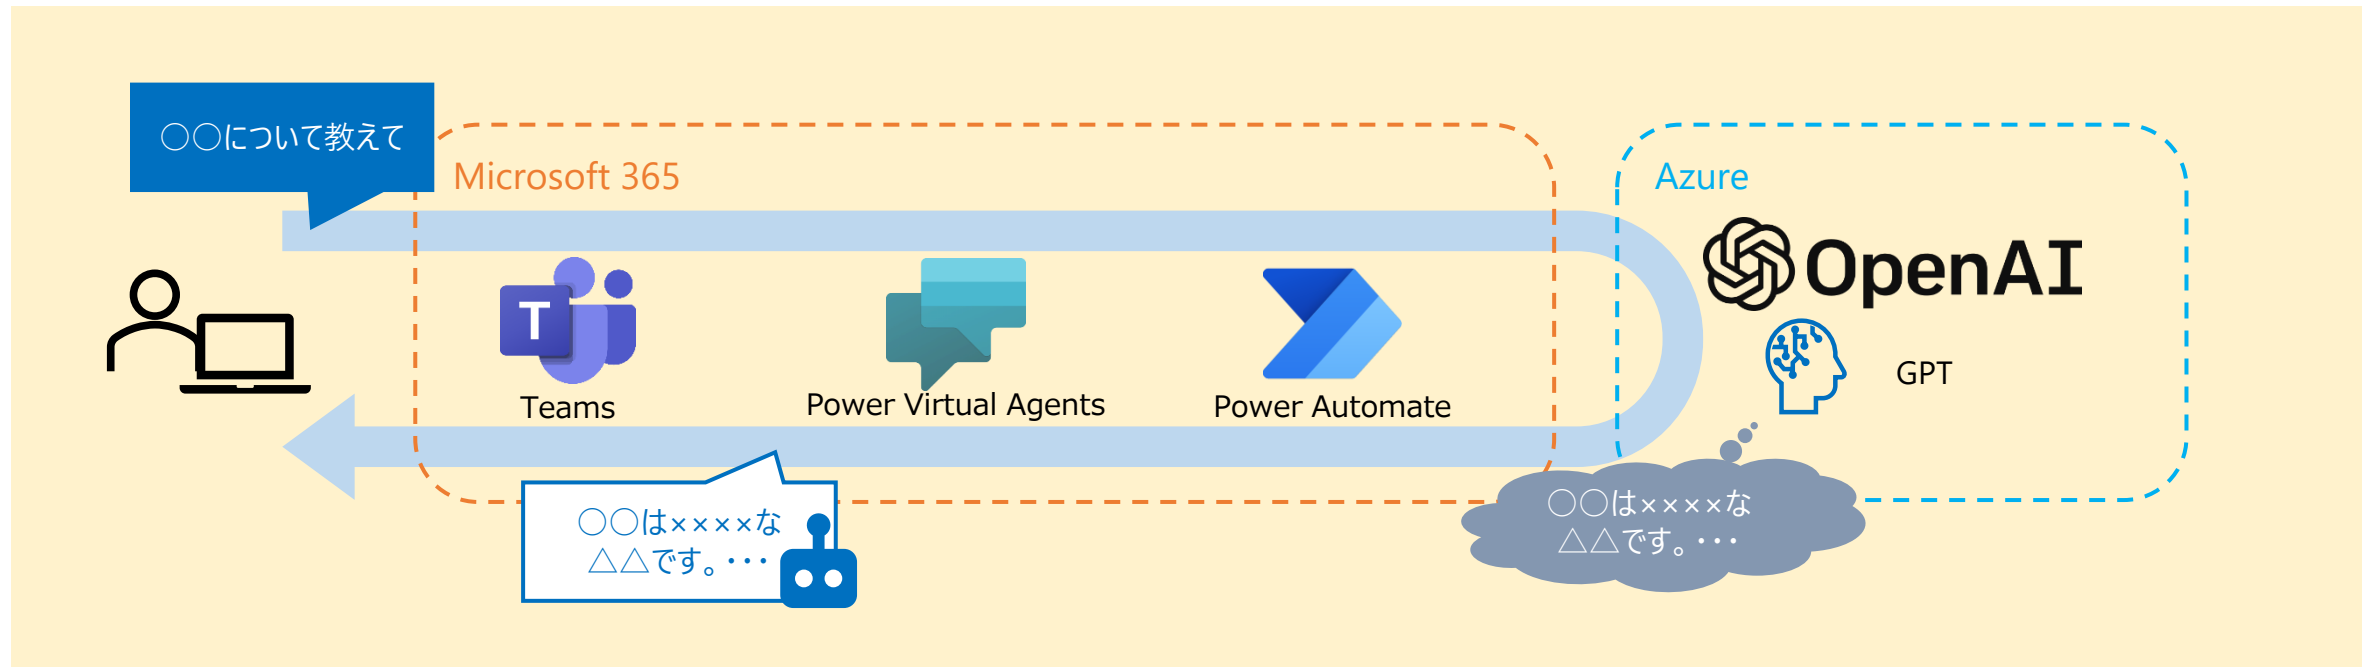 ○○について教えて
Microsoft 365
Azure
OpenAI
T
GPT
Teams
Power Virtual Agents
Power Automate
○○は××××な
△△です。・・・
○○は××××な
△△です。・・・